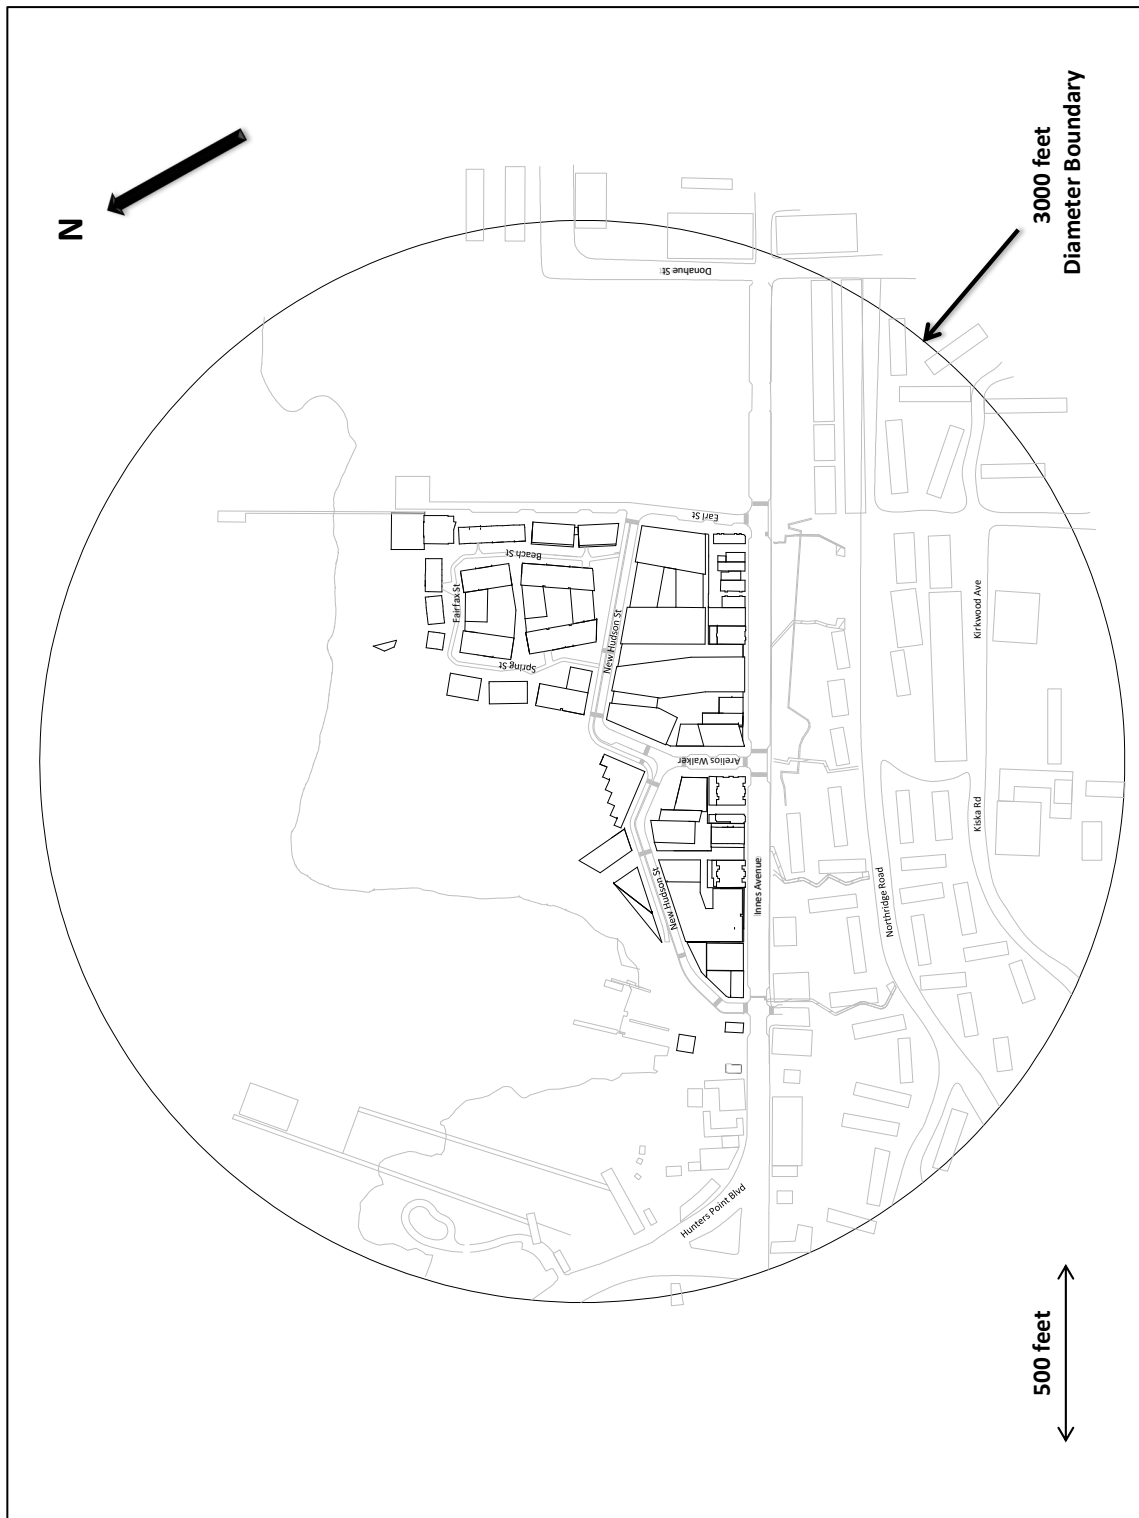 N
3000 feet
Diameter Boundary
Donahue St
Earl St
Beach St
Fairfax St
Spring St
New Hudson St
Arelios Walker
Innes Avenue
New Hudson St
Kirkwood Ave
Kiska Rd
Northridge Road
Hunters Point Blvd
500 feet